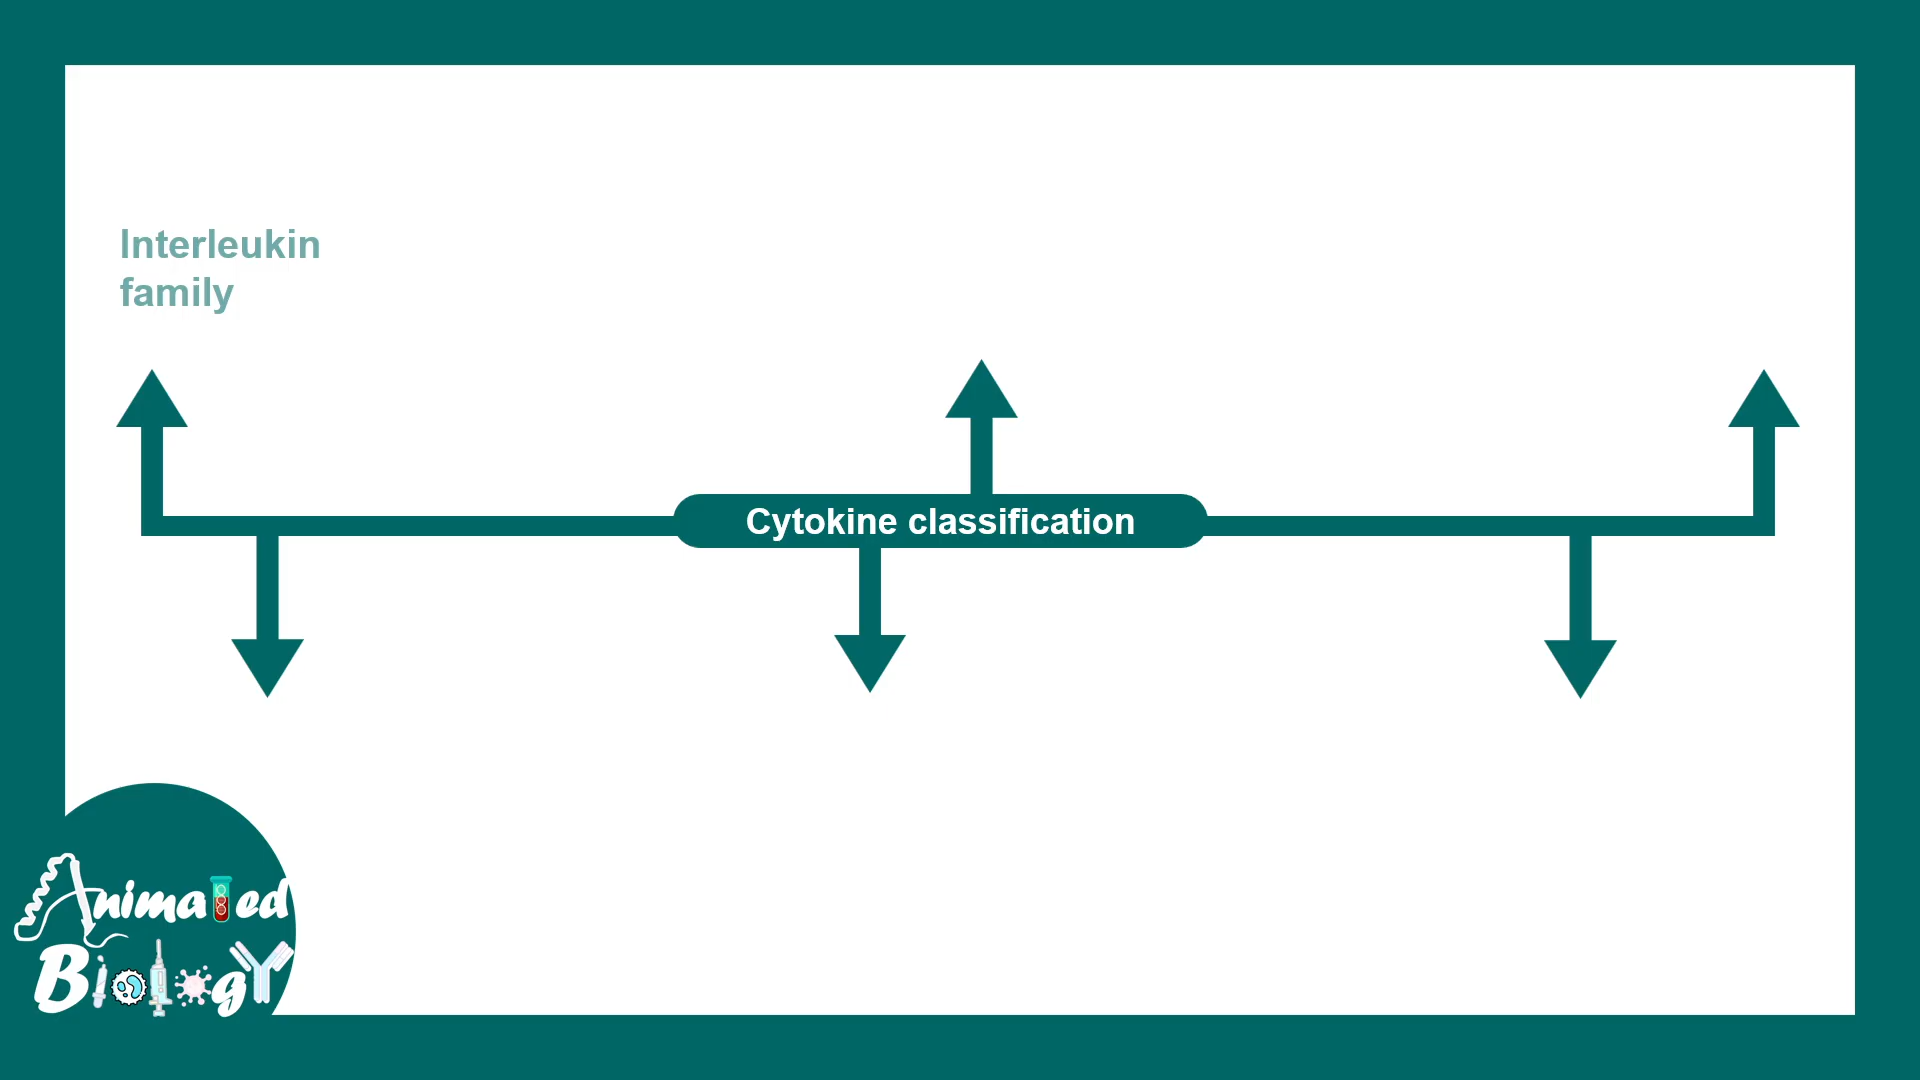 Interleukin
family
Cytokine classification
Animated
BiologY